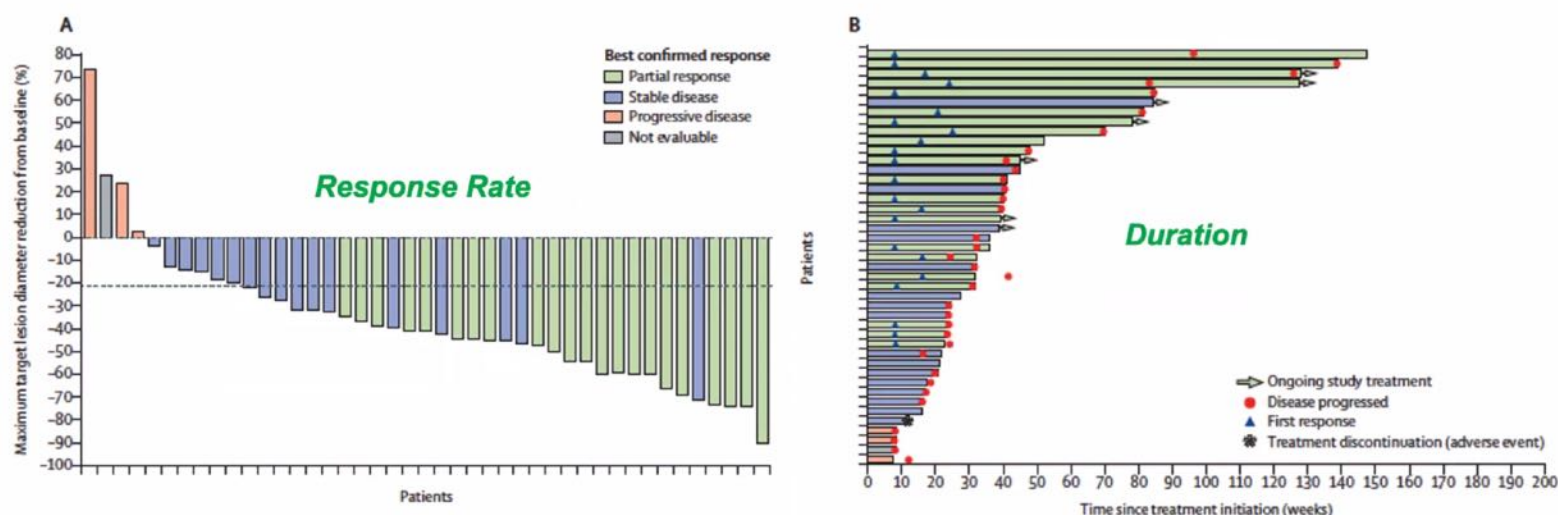 A
Maximum target lesion diameter reduction from baseline (%)
80
70
60
50
40
30
20
10
0
-10
-20
-30
-40
-50
-60
-70
-80
-90
-100
Best confirmed response
Partial response
Stable disease
Progressive disease
Not evaluable
Response Rate
Patients
B
Patients
Duration
Ongoing study treatment
Disease progressed
First response
Treatment discontinuation (adverse event)
0 10 20 30 40 50 60 70 80 90 100 110 120 130 140 150 160 170 180 190 200
Time since treatment initiation (weeks)